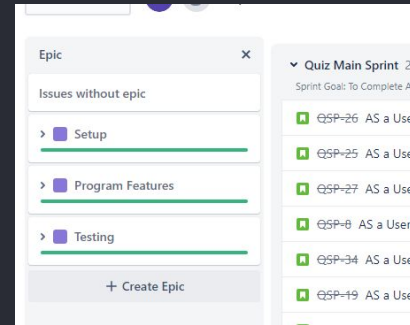 Epic
Issues without epic
Setup
Program Features
Testing
+ Create Epic
Quiz Main Sprint 2
Sprint Goal: To Complete A
QSP-26 AS a Use
QSP-25 AS a Use
QSP-27 AS a Use
QSP-8 AS a User
QSP-34 AS a Use
QSP-19 AS a Use